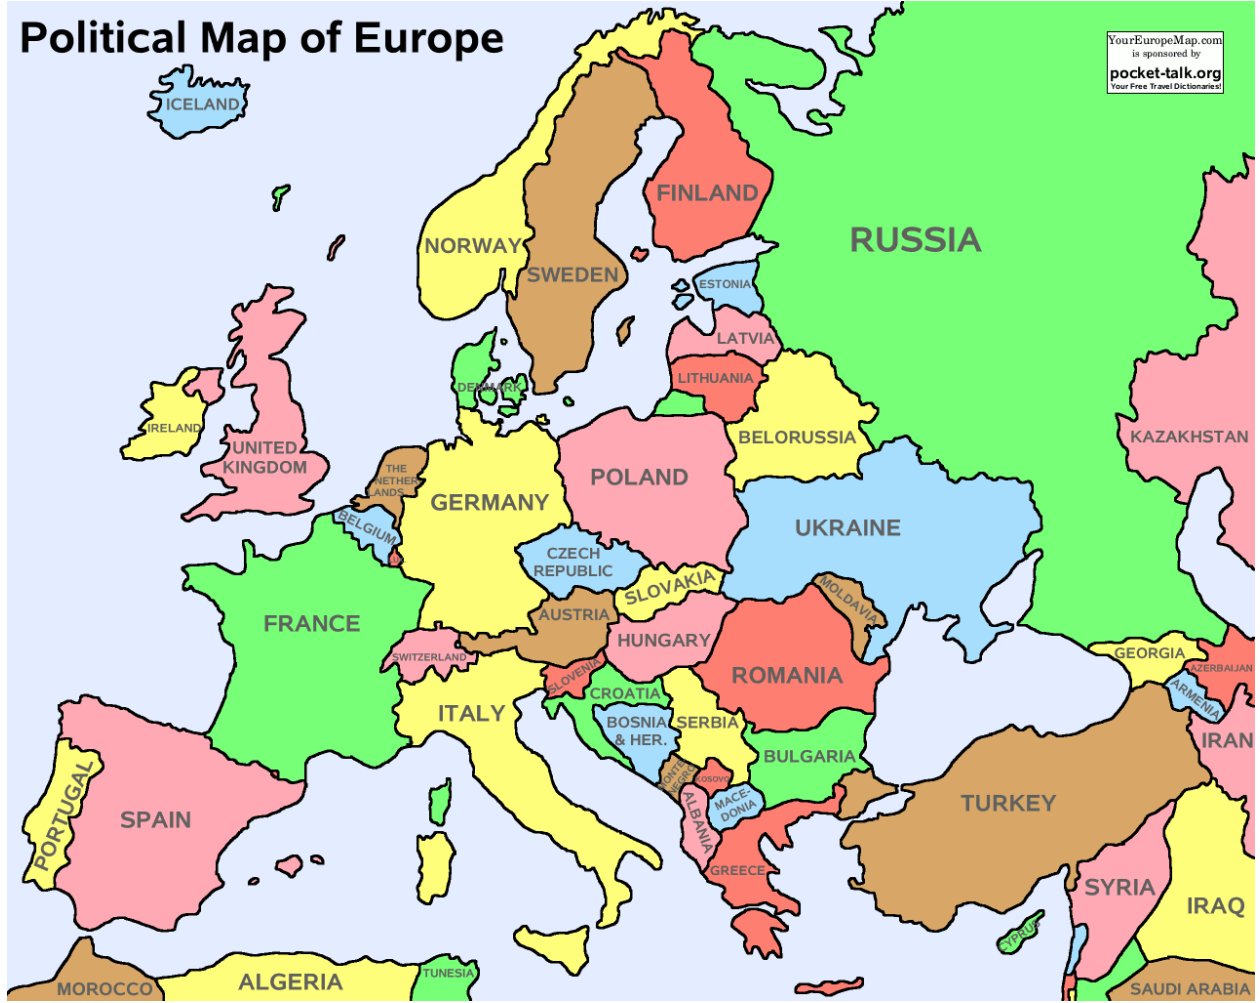 Political Map of Europe
YourEuropeMap.com
is sponsored by
pocket-talk.org
Your Free Travel Dictionaries!
ICELAND
FINLAND
NORWAY
RUSSIA
SWEDEN
ESTONIA
LATVIA
LITHUANIA
DENMARK
IRELAND
UNITED
KINGDOM
BELORUSSIA
KAZAKHSTAN
THE
NETHER
LANDS
POLAND
GERMANY
BELGIUM
UKRAINE
LU
CZECH
REPUBLIC
SLOVAKIA
MOLDAVIA
FRANCE
AUSTRIA
HUNGARY
SWITZERLAND
SLOVENIA
ROMANIA
GEORGIA
AZERBAIJAN
ARMENIA
CROATIA
ITALY
BOSNIA
& HER.
SERBIA
IRAN
BULGARIA
MONTE
NEGRO
KOSOVO
MACE-
DONIA
TURKEY
PORTUGAL
SPAIN
ALBANIA
GREECE
SYRIA
IRAQ
CYPRUS
MOROCCO
ALGERIA
TUNESIA
SAUDI ARABIA